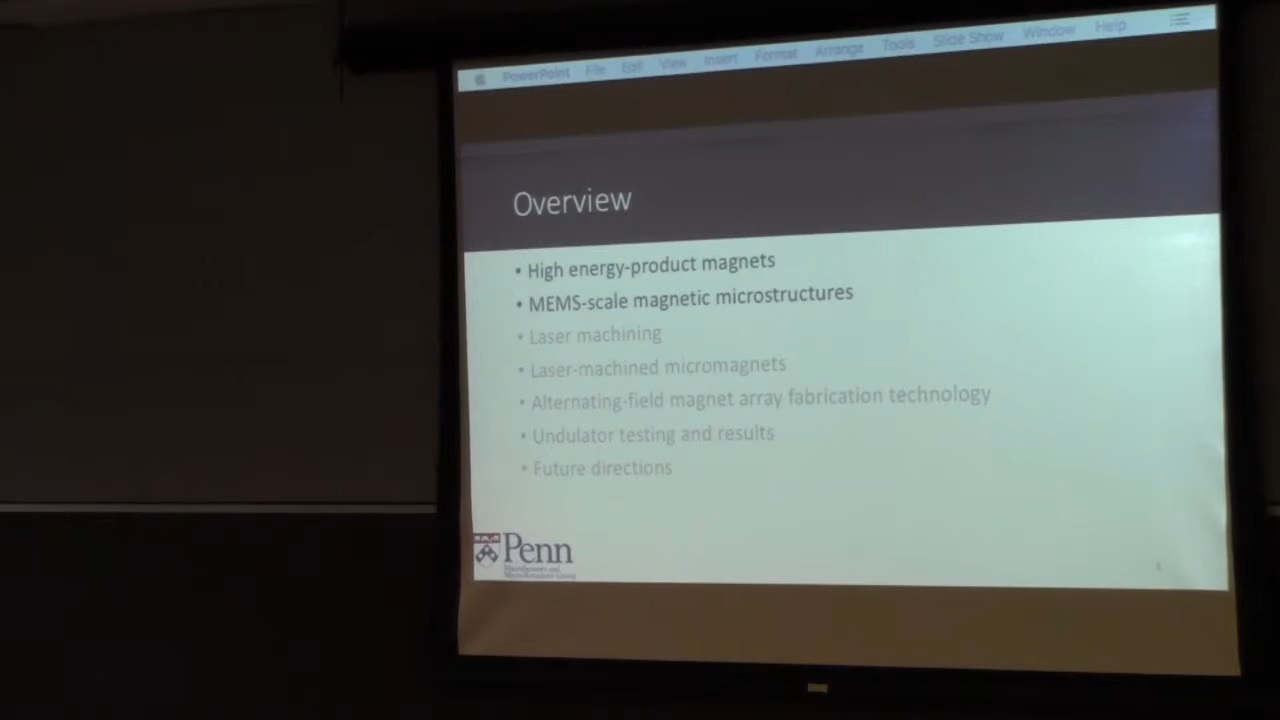 PowerPoint File Edit View Insert Format Arrange Tools Slide Show Window Help
Overview
• High energy-product magnets
• MEMS-scale magnetic microstructures
• Laser machining
• Laser-machined micromagnets
• Alternating-field magnet array fabrication technology
• Undulator testing and results
• Future directions
Penn